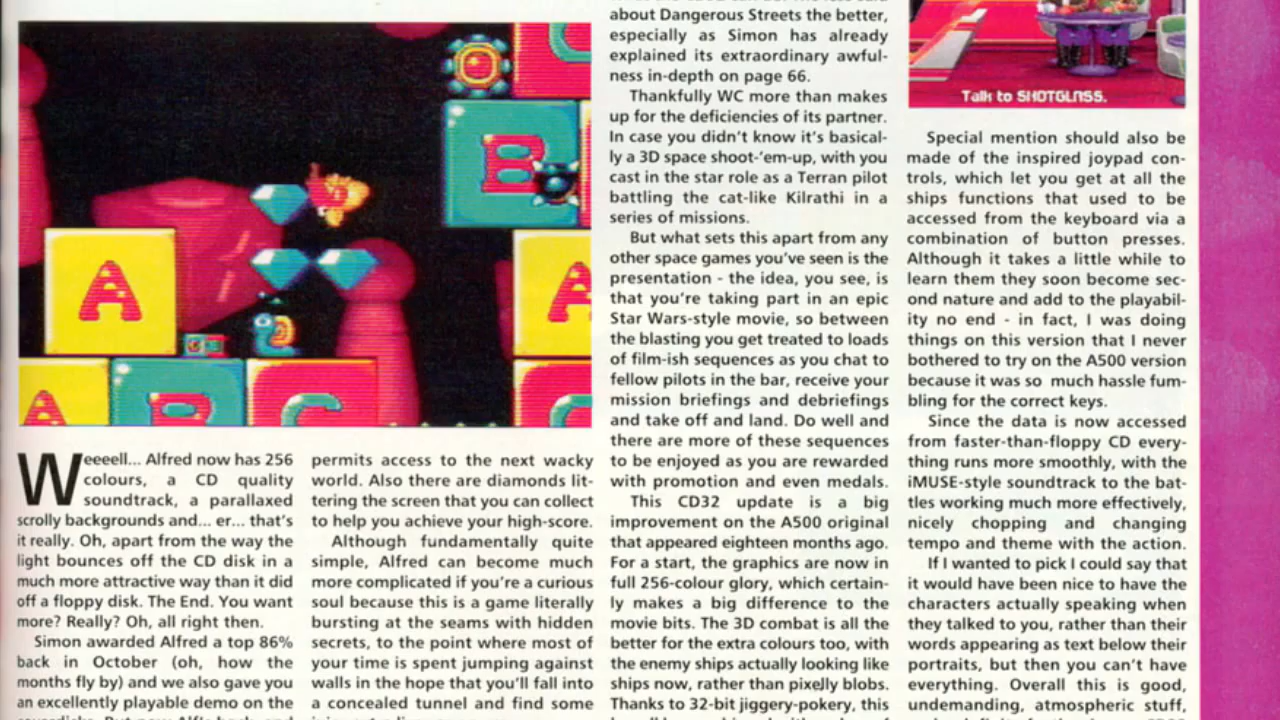 A
B
A
A
B
C
C
C
Weeeell... Alfred now has 256
colours, a CD quality
soundtrack, a parallaxed
scrolly backgrounds and... er... that's
it really. Oh, apart from the way the
light bounces off the CD disk in a
much more attractive way than it did
off a floppy disk. The End. You want
more? Really? Oh, all right then.
Simon awarded Alfred a top 86%
back in October (oh, how the
months fly by) and we also gave you
an excellently playable demo on the
permits access to the next wacky
world. Also there are diamonds lit-
tering the screen that you can collect
to help you achieve your high-score.
Although fundamentally quite
simple, Alfred can become much
more complicated if you're a curious
soul because this is a game literally
bursting at the seams with hidden
secrets, to the point where most of
your time is spent jumping against
walls in the hope that you'll fall into
a concealed tunnel and find some
about Dangerous Streets the better,
especially as Simon has already
explained its extraordinary awful-
ness in-depth on page 66.
Thankfully WC more than makes
up for the deficiencies of its partner.
In case you didn't know it's basical-
ly a 3D space shoot-'em-up, with you
cast in the star role as a Terran pilot
battling the cat-like Kilrathi in a
series of missions.
But what sets this apart from any
other space games you've seen is the
presentation - the idea, you see, is
that you're taking part in an epic
Star Wars-style movie, so between
the blasting you get treated to loads
of film-ish sequences as you chat to
fellow pilots in the bar, receive your
mission briefings and debriefings
and take off and land. Do well and
there are more of these sequences
to be enjoyed as you are rewarded
with promotion and even medals.
This CD32 update is a big
improvement on the A500 original
that appeared eighteen months ago.
For a start, the graphics are now in
full 256-colour glory, which certain-
ly makes a big difference to the
movie bits. The 3D combat is all the
better for the extra colours too, with
the enemy ships actually looking like
ships now, rather than pixelly blobs.
Thanks to 32-bit jiggery-pokery, this
Talk to SHOTGLASS.
Special mention should also be
made of the inspired joypad con-
trols, which let you get at all the
ships functions that used to be
accessed from the keyboard via a
combination of button presses.
Although it takes a little while to
learn them they soon become sec-
ond nature and add to the playabil-
ity no end - in fact, I was doing
things on this version that I never
bothered to try on the A500 version
because it was so much hassle fum-
bling for the correct keys.
Since the data is now accessed
from faster-than-floppy CD every-
thing runs more smoothly, with the
iMUSE-style soundtrack to the bat-
tles working much more effectively,
nicely chopping and changing
tempo and theme with the action.
If I wanted to pick I could say that
it would have been nice to have the
characters actually speaking when
they talked to you, rather than their
words appearing as text below their
portraits, but then you can't have
everything. Overall this is good,
undemanding, atmospheric stuff,